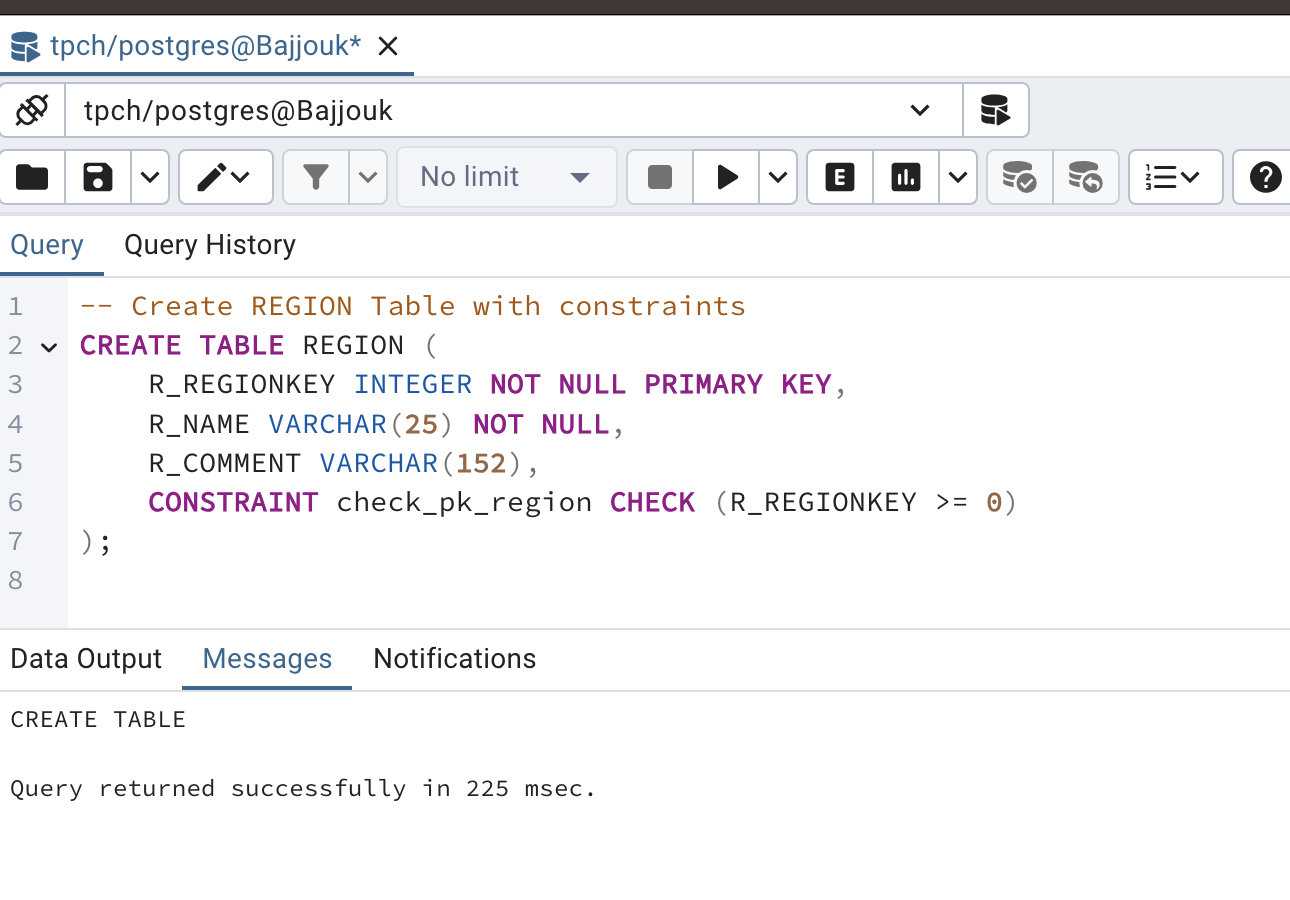 tpch/postgres@Bajjouk*
tpch/postgres@Bajjouk
No limit
E
Query Query History
1 -- Create REGION Table with constraints
2 CREATE TABLE REGION (
3 R_REGIONKEY INTEGER NOT NULL PRIMARY KEY,
4 R_NAME VARCHAR(25) NOT NULL,
5 R_COMMENT VARCHAR(152),
6 CONSTRAINT check_pk_region CHECK (R_REGIONKEY >= 0)
7 );
8
Data Output Messages Notifications
CREATE TABLE
Query returned successfully in 225 msec.